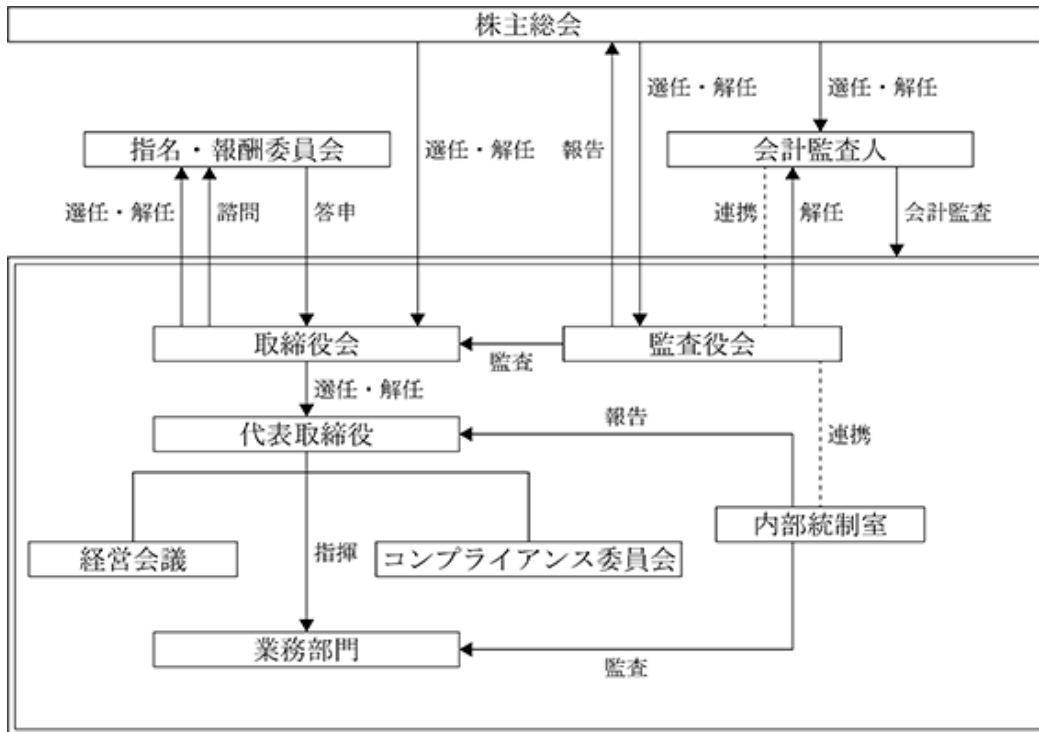 株主総会
選任・解任
選任・解任
指名・報酬委員会
選任・解任
報告
会計監査人
選任・解任
諮問
答申
連携
解任
会計監査
取締役会
監査役会
監査
選任・解任
代表取締役
報告
連携
内部統制室
経営会議
指揮
コンプライアンス委員会
業務部門
監査